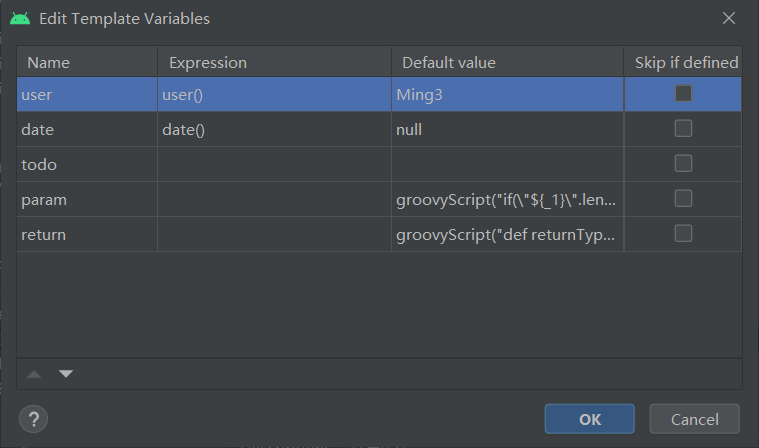 Edit Template Variables
Name Expression Default value Skip if defined
user user() Ming3
date date() null
todo
param groovyScript("if(\"${_1}\".len...
return groovyScript("def returnTyp...
? OK Cancel